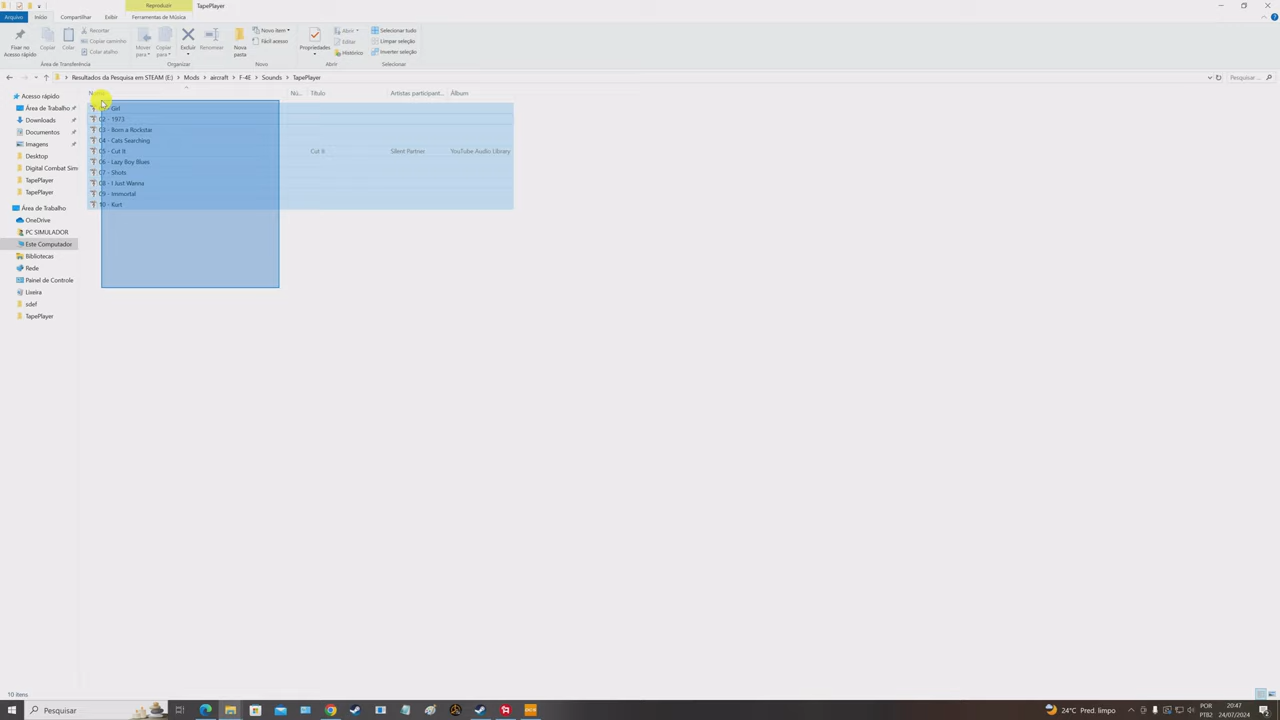 Reproduzir TapePlayer
Arquivo Início Compartilhar Exibir Ferramentas de Música
Fixar no Acesso rápido
Copiar
Colar
Recortar
Copiar caminho
Colar atalho
Mover para
Copiar para
Excluir
Renomear
Nova pasta
Novo item
Fácil acesso
Propriedades
Abrir
Editar
Histórico
Selecionar tudo
Limpar seleção
Inverter seleção
Área de Transferência Organizar Novo Abrir Selecionar
Resultados da Pesquisa em STEAM (E:) Mods aircraft F-4E Sounds TapePlayer Pesquisar ...
Título Artistas participant... Álbum
Acesso rápido
Área de Trabalho
Downloads
Documentos
Imagens
Desktop
Digital Combat Sim
TapePlayer
TapePlayer
Área de Trabalho
OneDrive
PC SIMULADOR
Este Computador
Bibliotecas
Rede
Painel de Controle
Lixeira
sdef
TapePlayer
Girl
02 - 1973
03 - Born a Rockstar
04 - Cats Searching
05 - Cut It Cut It Silent Partner YouTube Audio Library
06 - Lazy Boy Blues
07 - Shots
08 - I Just Wanna
09 - Immortal
10 - Kurt
10 itens
Pesquisar
24°C Pred. limpo
POR
PTB2
20:47
24/07/2024